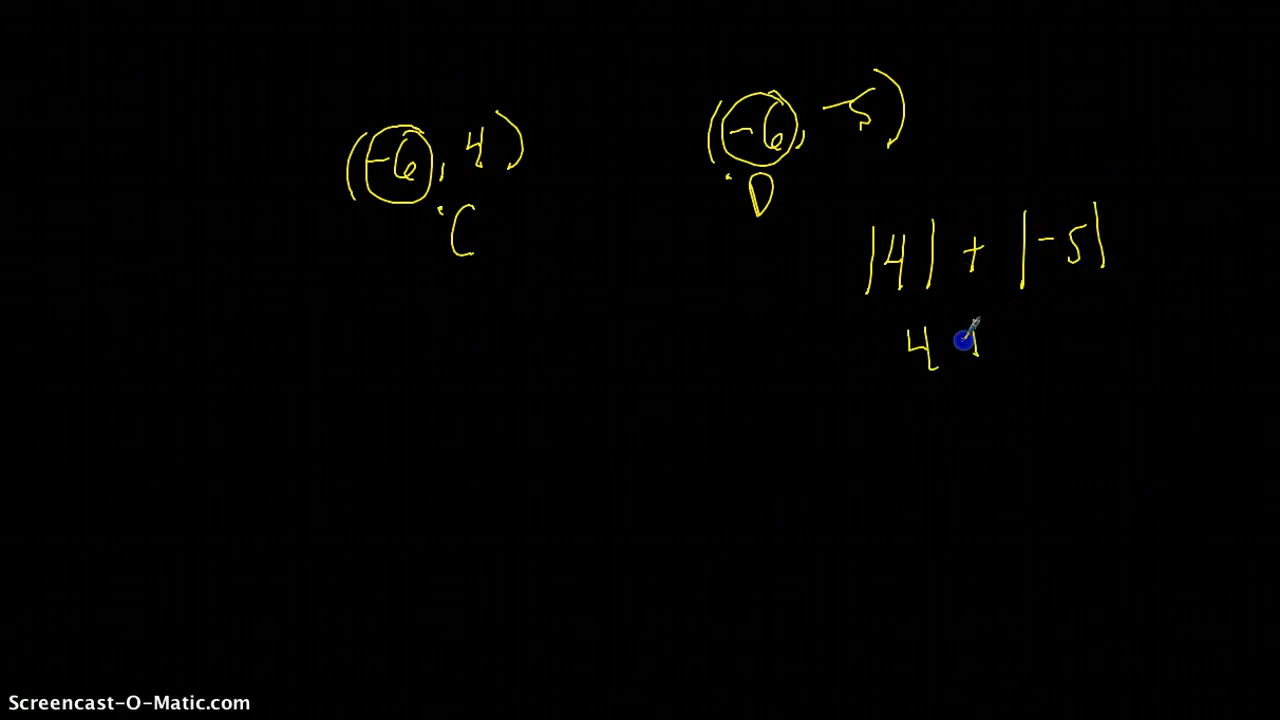 (-6, 4) (-6, -5)
C D
|4| + |-5|
4
Screencast-O-Matic.com